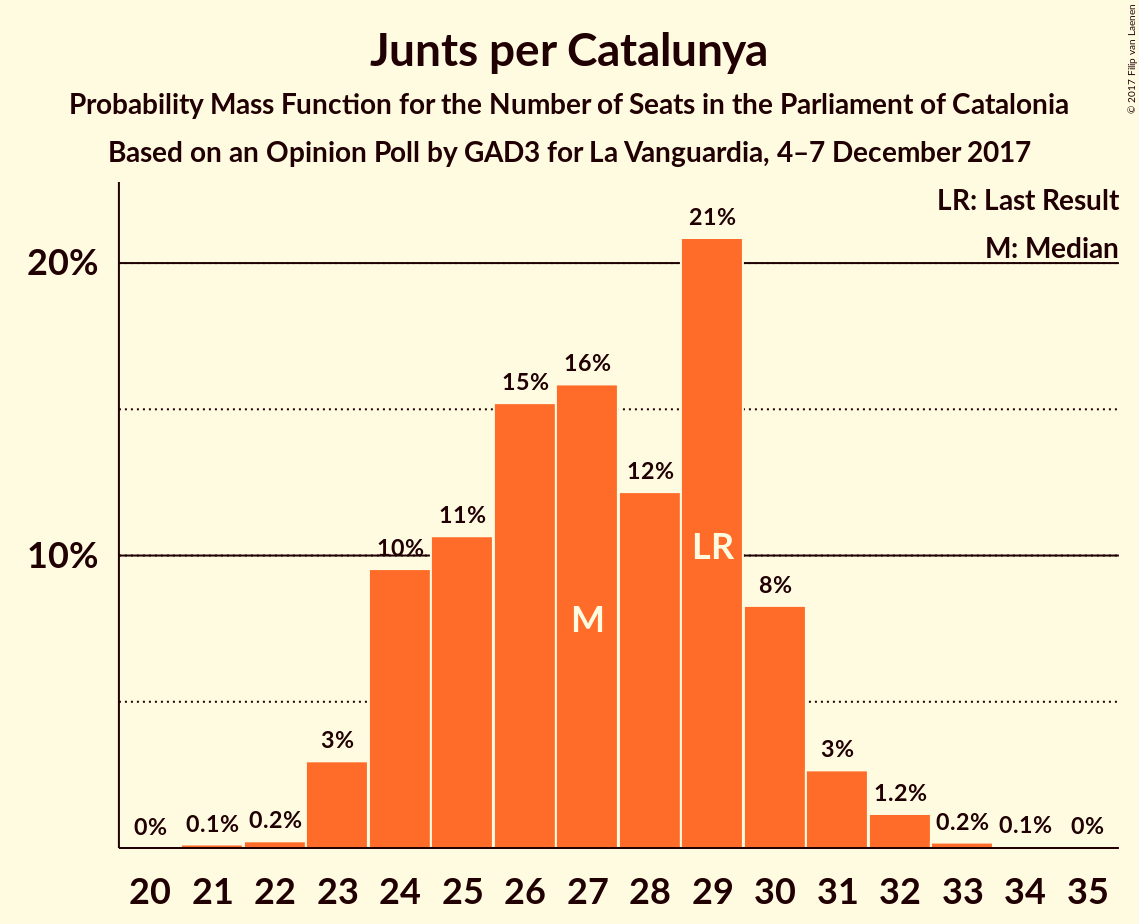 Junts per Catalunya
Probability Mass Function for the Number of Seats in the Parliament of Catalonia
Based on an Opinion Poll by GAD3 for La Vanguardia, 4–7 December 2017
© 2017 Filip van Laenen
LR: Last Result
M: Median
20%
10%
0%
0.1%
0.2%
3%
10%
11%
15%
16%
12%
21%
8%
3%
1.2%
0.2%
0.1%
0%
M
LR
20 21 22 23 24 25 26 27 28 29 30 31 32 33 34 35